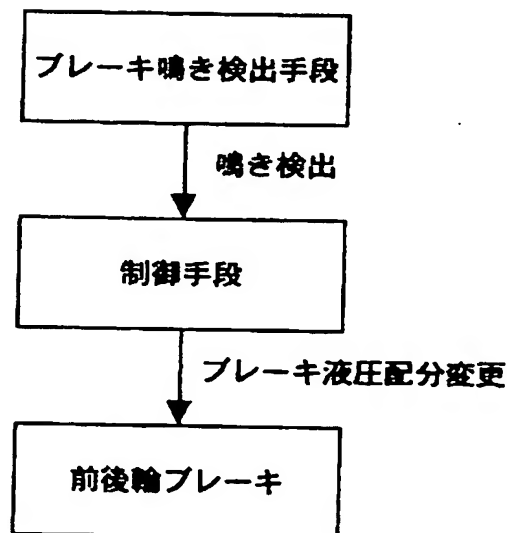 ブレーキ鳴き検出手段
鳴き検出
制御手段
ブレーキ液圧配分変更
前後輪ブレーキ